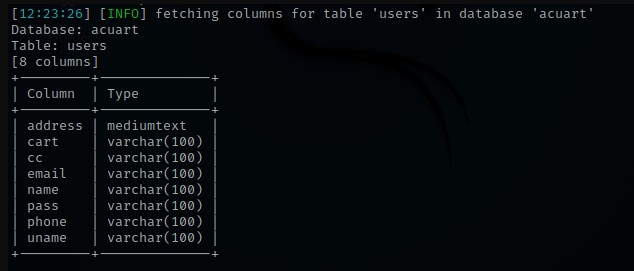 [12:23:26] [INFO] fetching columns for table 'users' in database 'acuart'
Database: acuart
Table: users
[8 columns]
| Column | Type |
| address | mediumtext |
| cart | varchar(100) |
| cc | varchar(100) |
| email | varchar(100) |
| name | varchar(100) |
| pass | varchar(100) |
| phone | varchar(100) |
| uname | varchar(100) |